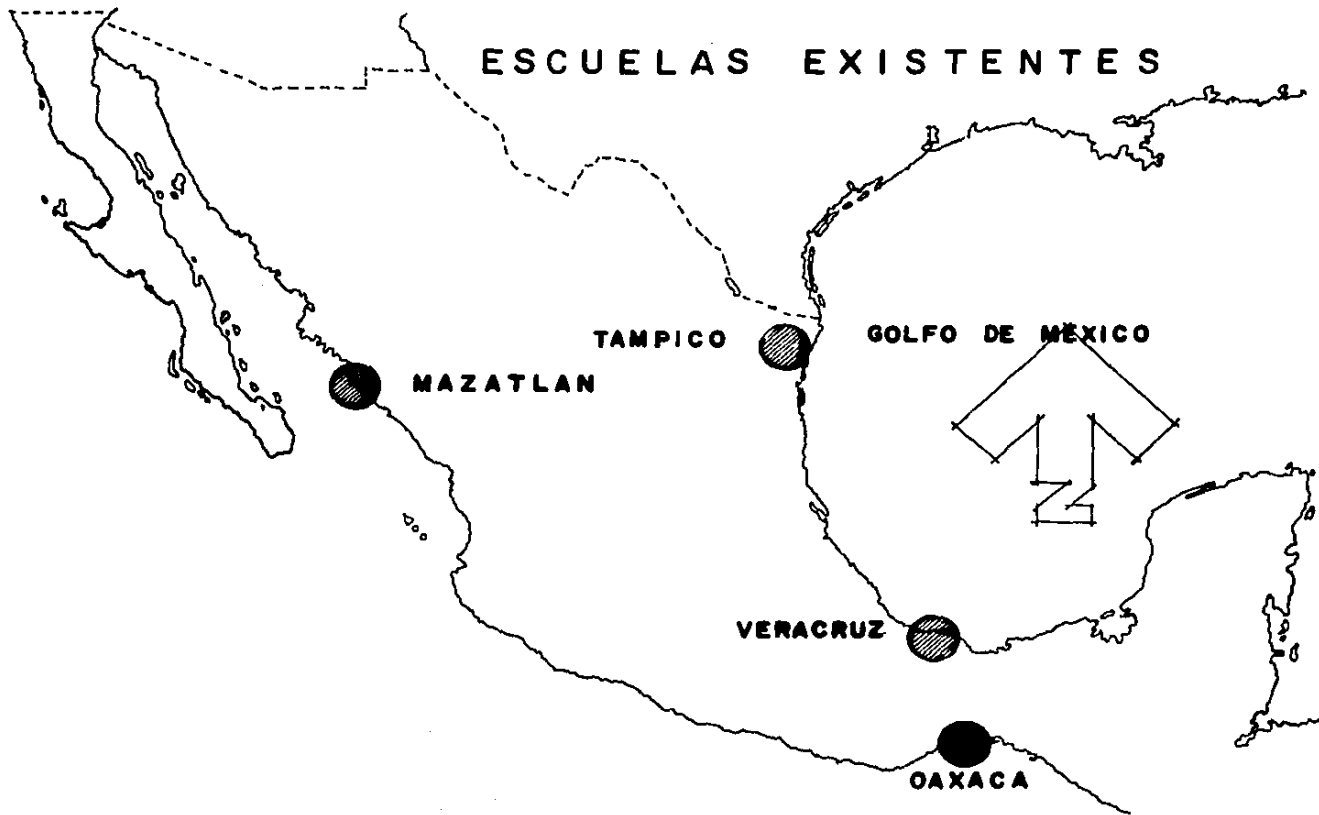 ESCUELAS EXISTENTES
TAMPICO
GOLFO DE MEXICO
MAZATLAN
VERACRUZ
OAXACA
N